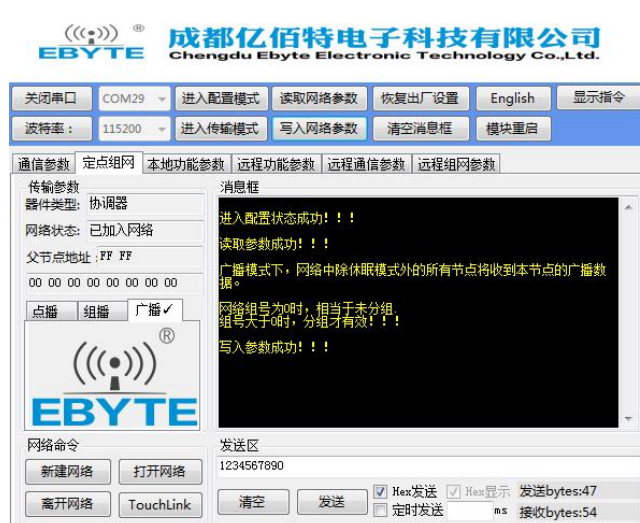 ((( ))) ®
EBYTE 成都亿佰特电子科技有限公司
Chengdu Ebyte Electronic Technology Co.,Ltd.
关闭串口 COM29 进入配置模式 读取网络参数 恢复出厂设置 English 显示指令
波特率： 115200 进入传输模式 写入网络参数 清空消息框 模块重启
通信参数 定点组网 本地功能参数 远程功能参数 远程通信参数 远程组网参数
传输参数 消息框
器件类型: 协调器
网络状态: 已加入网络
父节点地址: FF FF
00 00 00 00 00 00 00 00
点播 组播 广播✓
®
EBYTE
进入配置状态成功！！！
读取参数成功！！！
广播模式下，网络中除休眠模式外的所有节点将收到本节点的广播数
据。
网络组号为0时，相当于未分组.
组号大于0时，分组才有效！！！
写入参数成功！！！
网络命令 发送区
新建网络 打开网络 1234567890
离开网络 TouchLink 清空 发送 Hex发送 Hex显示 发送bytes:47
定时发送 ms 接收bytes:54